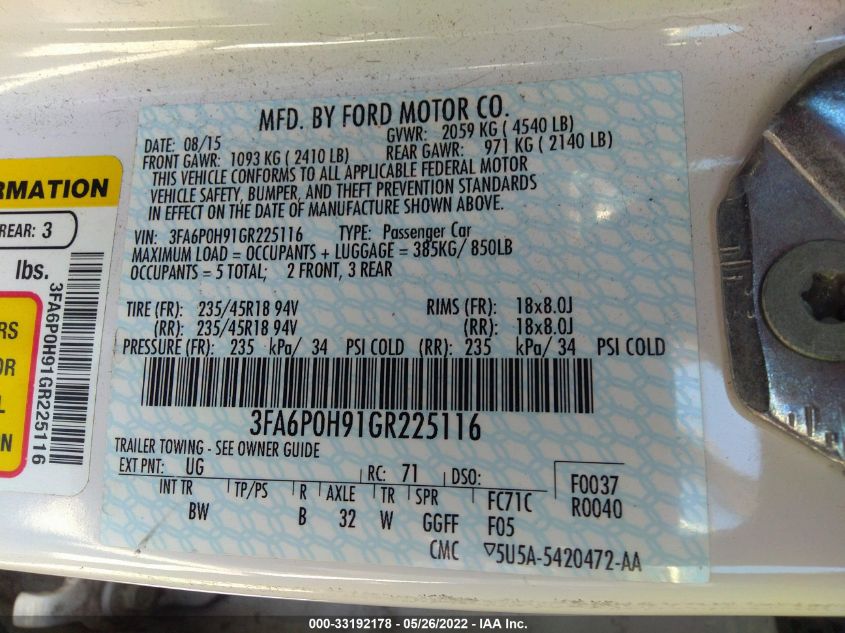 MFD. BY FORD MOTOR CO.
DATE: 08/15 GVWR: 2059 KG ( 4540 LB)
FRONT GAWR: 1093 KG ( 2410 LB) REAR GAWR: 971 KG ( 2140 LB)
THIS VEHICLE CONFORMS TO ALL APPLICABLE FEDERAL MOTOR
VEHICLE SAFETY, BUMPER, AND THEFT PREVENTION STANDARDS
IN EFFECT ON THE DATE OF MANUFACTURE SHOWN ABOVE.
VIN: 3FA6P0H91GR225116 TYPE: Passenger Car
MAXIMUM LOAD = OCCUPANTS + LUGGAGE = 385KG/ 850LB
OCCUPANTS = 5 TOTAL; 2 FRONT, 3 REAR
TIRE (FR): 235/45R18 94V RIMS (FR): 18x8.0J
(RR): 235/45R18 94V (RR): 18x8.0J
PRESSURE (FR): 235 kPa/ 34 PSI COLD (RR): 235 kPa/ 34 PSI COLD
3FA6P0H91GR225116
TRAILER TOWING - SEE OWNER GUIDE
EXT PNT: UG RC: 71 DSO: F0037
INT TR TP/PS R AXLE TR SPR FC71C R0040
BW B 32 W GGFF F05
CMC ▽5U5A-5420472-AA
RMATION
REAR: 3
lbs.
3FA6P0H91GR225116
RS
OR
L
N
000-33192178 - 05/26/2022 - IAA Inc.